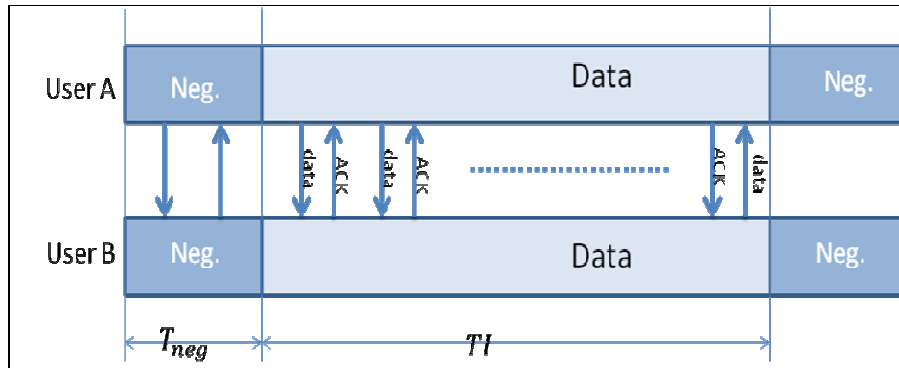 User A
Neg.
Data
Neg.
data
ACK
data
ACK
ACK
data
User B
Neg.
Data
Neg.
T_neg
TI